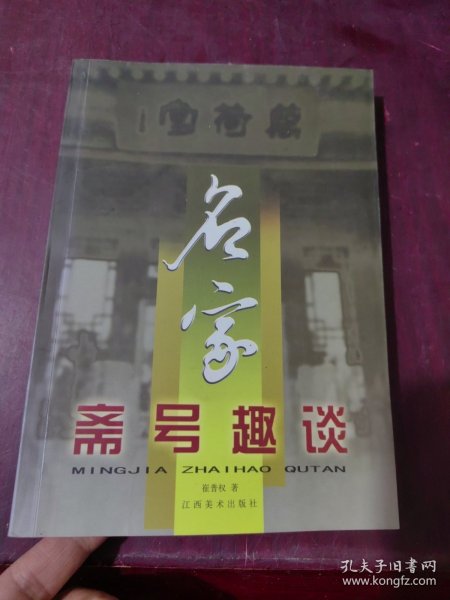 名家
斋号趣谈
MINGJIA ZHAIHAO QUTAN
崔普权 著
江西美术出版社
孔夫子旧书网
www.kongfz.com